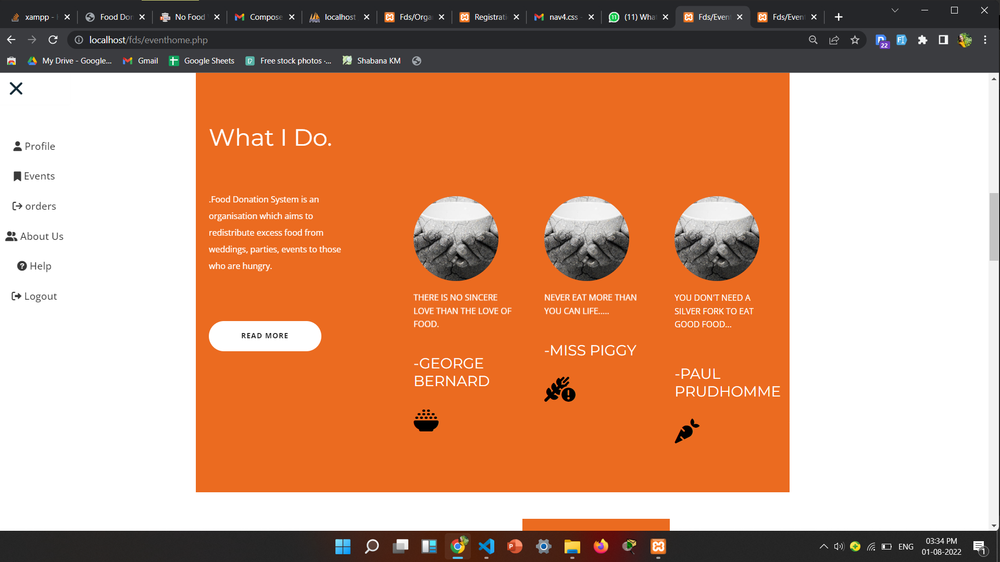 xampp -
Food Don
No Food
Compose
localhost
Fds/Orga
Registrati
nav4.css -
11
(11) What
Fds/Event
Fds/Event
localhost/fds/eventhome.php
22
My Drive - Google...
Gmail
Google Sheets
Free stock photos ·...
Shabana KM
Profile
Events
orders
About Us
Help
Logout
What I Do.
.Food Donation System is an
organisation which aims to
redistribute excess food from
weddings, parties, events to those
who are hungry.
READ MORE
THERE IS NO SINCERE
LOVE THAN THE LOVE OF
FOOD.
-GEORGE
BERNARD
NEVER EAT MORE THAN
YOU CAN LIFE.....
-MISS PIGGY
YOU DON'T NEED A
SILVER FORK TO EAT
GOOD FOOD...
-PAUL
PRUDHOMME
ENG
03:34 PM
01-08-2022
1